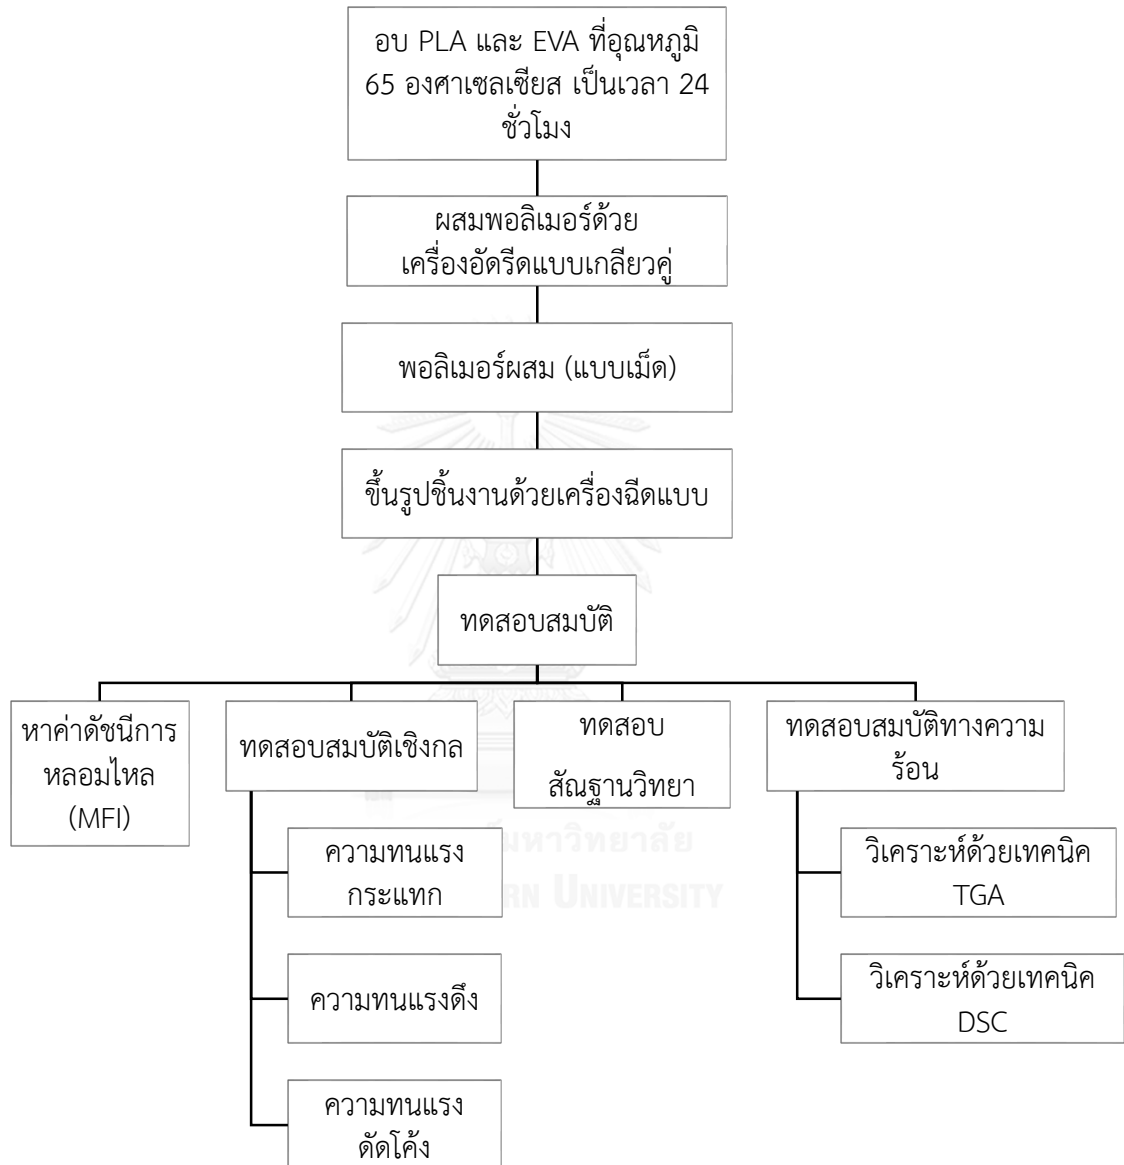 อบ PLA และ EVA ที่อุณหภูมิ
65 องศาเซลเซียส เป็นเวลา 24
ชั่วโมง
ผสมพอลิเมอร์ด้วย
เครื่องอัดรีดแบบเกลียวคู่
พอลิเมอร์ผสม (แบบเม็ด)
ขึ้นรูปชิ้นงานด้วยเครื่องฉีดแบบ
ทดสอบสมบัติ
หาค่าดัชนีการ
หลอมไหล
(MFI)
ทดสอบสมบัติเชิงกล
ความทนแรง
กระแทก
ความทนแรงดึง
ความทนแรง
ดัดโค้ง
ทดสอบ
สัณฐานวิทยา
ทดสอบสมบัติทางความ
ร้อน
วิเคราะห์ด้วยเทคนิค
TGA
วิเคราะห์ด้วยเทคนิค
DSC
มหาวิทยาลัย
UNIVERSITY